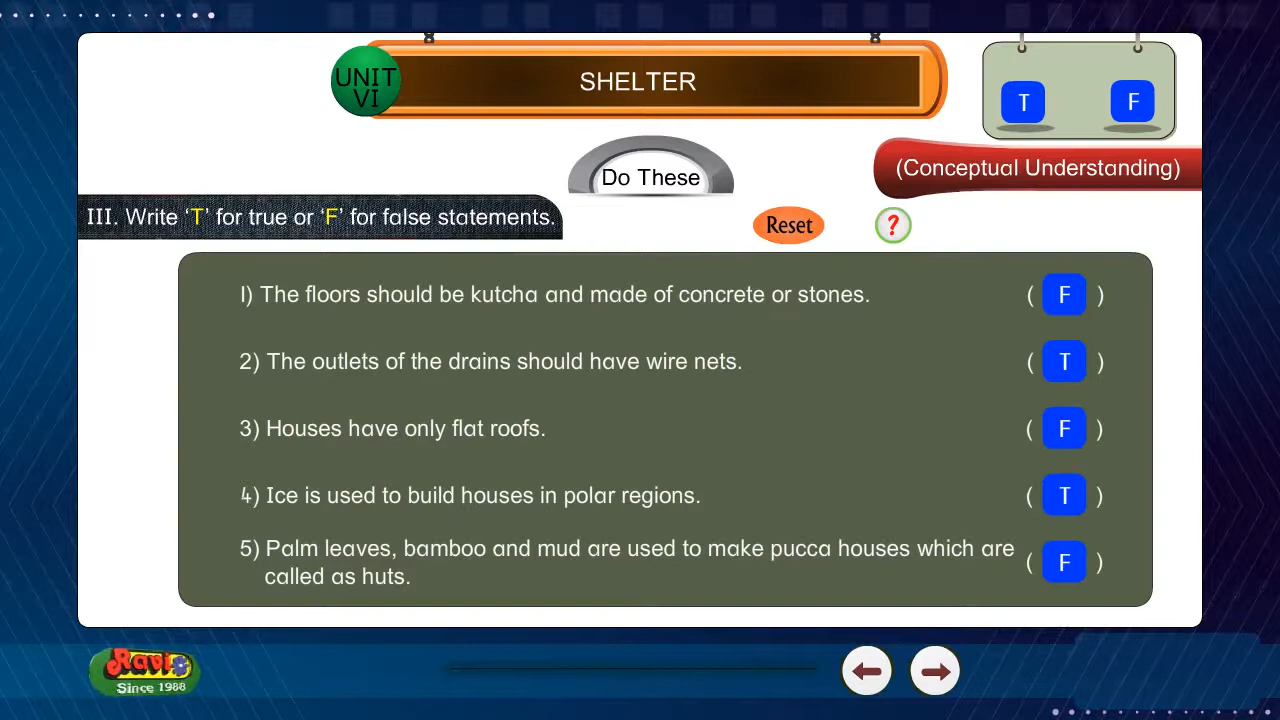 UNIT
VI
SHELTER
T
F
Do These
(Conceptual Understanding)
III. Write ‘T’ for true or ‘F’ for false statements.
Reset
?
1) The floors should be kutcha and made of concrete or stones. ( F )
2) The outlets of the drains should have wire nets. ( T )
3) Houses have only flat roofs. ( F )
4) Ice is used to build houses in polar regions. ( T )
5) Palm leaves, bamboo and mud are used to make pucca houses which are
called as huts. ( F )
Ravis
Since 1988